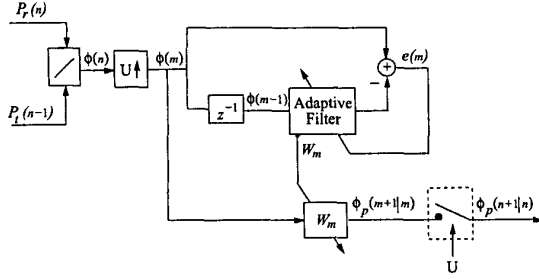 P_r(n)
ϕ(n)
U↑
ϕ(m)
e(m)
+
−
P_t(n−1)
z⁻¹
ϕ(m−1)
Adaptive
Filter
W_m
W_m
ϕ_p(m+1|m)
ϕ_p(n+1|n)
U